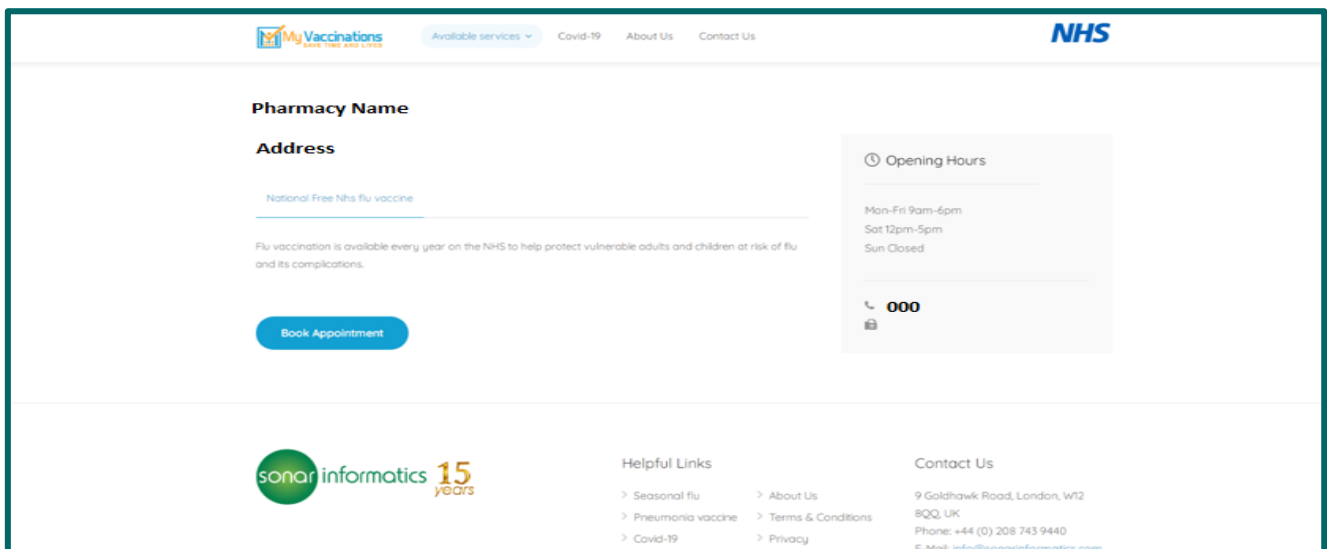 My Vaccinations
SAVE TIME AND LIVES
Available services
Covid-19
About Us
Contact Us
NHS
Pharmacy Name
Address
National Free Nhs flu vaccine
Flu vaccination is available every year on the NHS to help protect vulnerable adults and children at risk of flu
and its complications.
Book Appointment
Opening Hours
Mon-Fri 9am-6pm
Sat 12pm-5pm
Sun Closed
000
sonar informatics 15
years
Helpful Links
> Seasonal flu
> Pneumonia vaccine
> Covid-19
> About Us
> Terms & Conditions
> Privacy
Contact Us
9 Goldhawk Road, London, W12
8QQ, UK
Phone: +44 (0) 208 743 9440
E-Mail: info@sonarinformatics.com